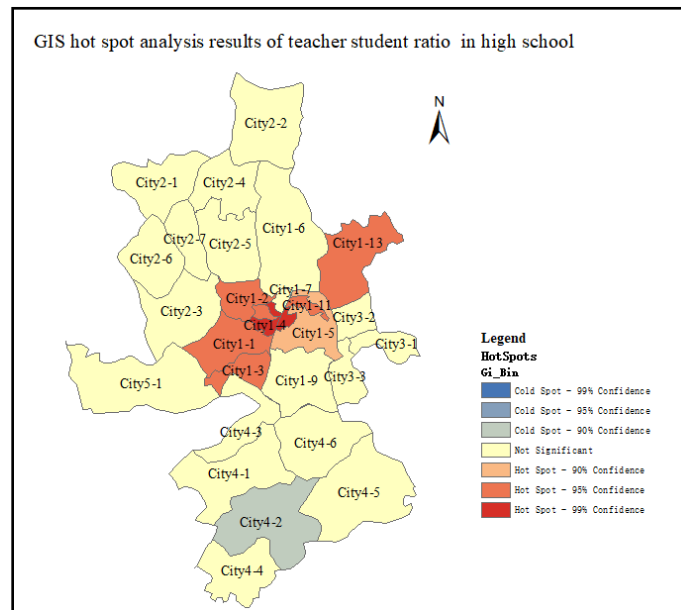 GIS hot spot analysis results of teacher student ratio in high school
N
City2-2
City2-1
City2-4
City1-6
City2-7
City2-5
City1-13
City2-6
City1-7
City1-2
City1-11
City2-3
City3-2
City1-4
City1-5
City1-1
City3-1
City1-3
City5-1
City1-9
City3-3
City4-3
City4-6
City4-1
City4-5
City4-2
City4-4
Legend
HotSpots
Gi_Bin
Cold Spot - 99% Confidence
Cold Spot - 95% Confidence
Cold Spot - 90% Confidence
Not Significant
Hot Spot - 90% Confidence
Hot Spot - 95% Confidence
Hot Spot - 99% Confidence